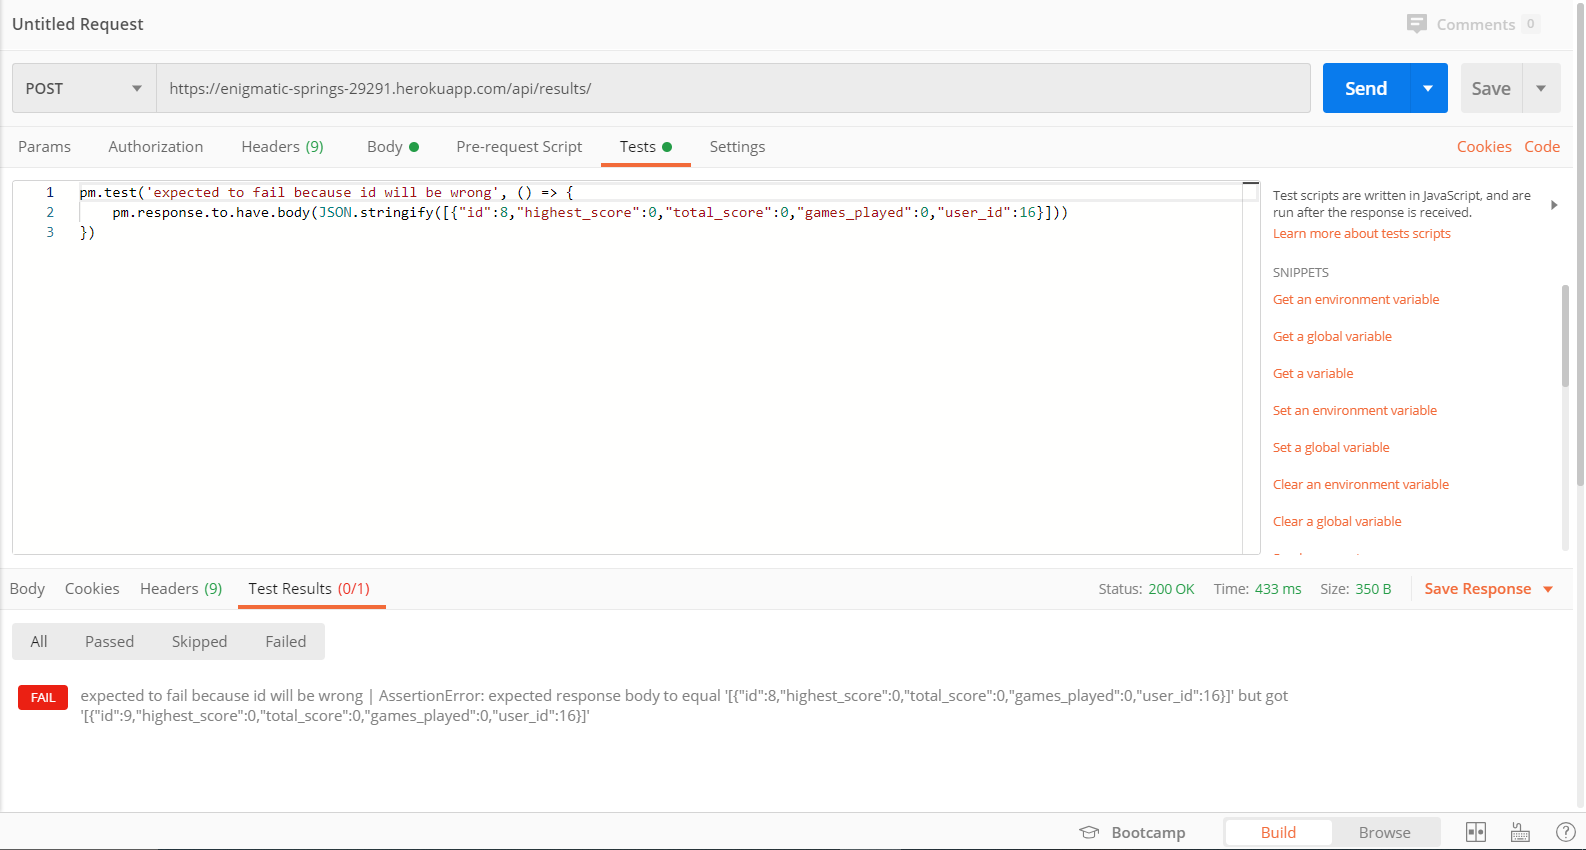 Untitled Request
Comments 0
POST
https://enigmatic-springs-29291.herokuapp.com/api/results/
Send
Save
Params Authorization Headers (9) Body Pre-request Script Tests Settings Cookies Code
1 pm.test('expected to fail because id will be wrong', () => {
2 pm.response.to.have.body(JSON.stringify([{"id":8,"highest_score":0,"total_score":0,"games_played":0,"user_id":16}]))
3 })
Test scripts are written in JavaScript, and are
run after the response is received.
Learn more about tests scripts
SNIPPETS
Get an environment variable
Get a global variable
Get a variable
Set an environment variable
Set a global variable
Clear an environment variable
Clear a global variable
Body Cookies Headers (9) Test Results (0/1) Status: 200 OK Time: 433 ms Size: 350 B Save Response
All Passed Skipped Failed
FAIL expected to fail because id will be wrong | AssertionError: expected response body to equal '[{"id":8,"highest_score":0,"total_score":0,"games_played":0,"user_id":16}]' but got
'[{"id":9,"highest_score":0,"total_score":0,"games_played":0,"user_id":16}]'
Bootcamp Build Browse